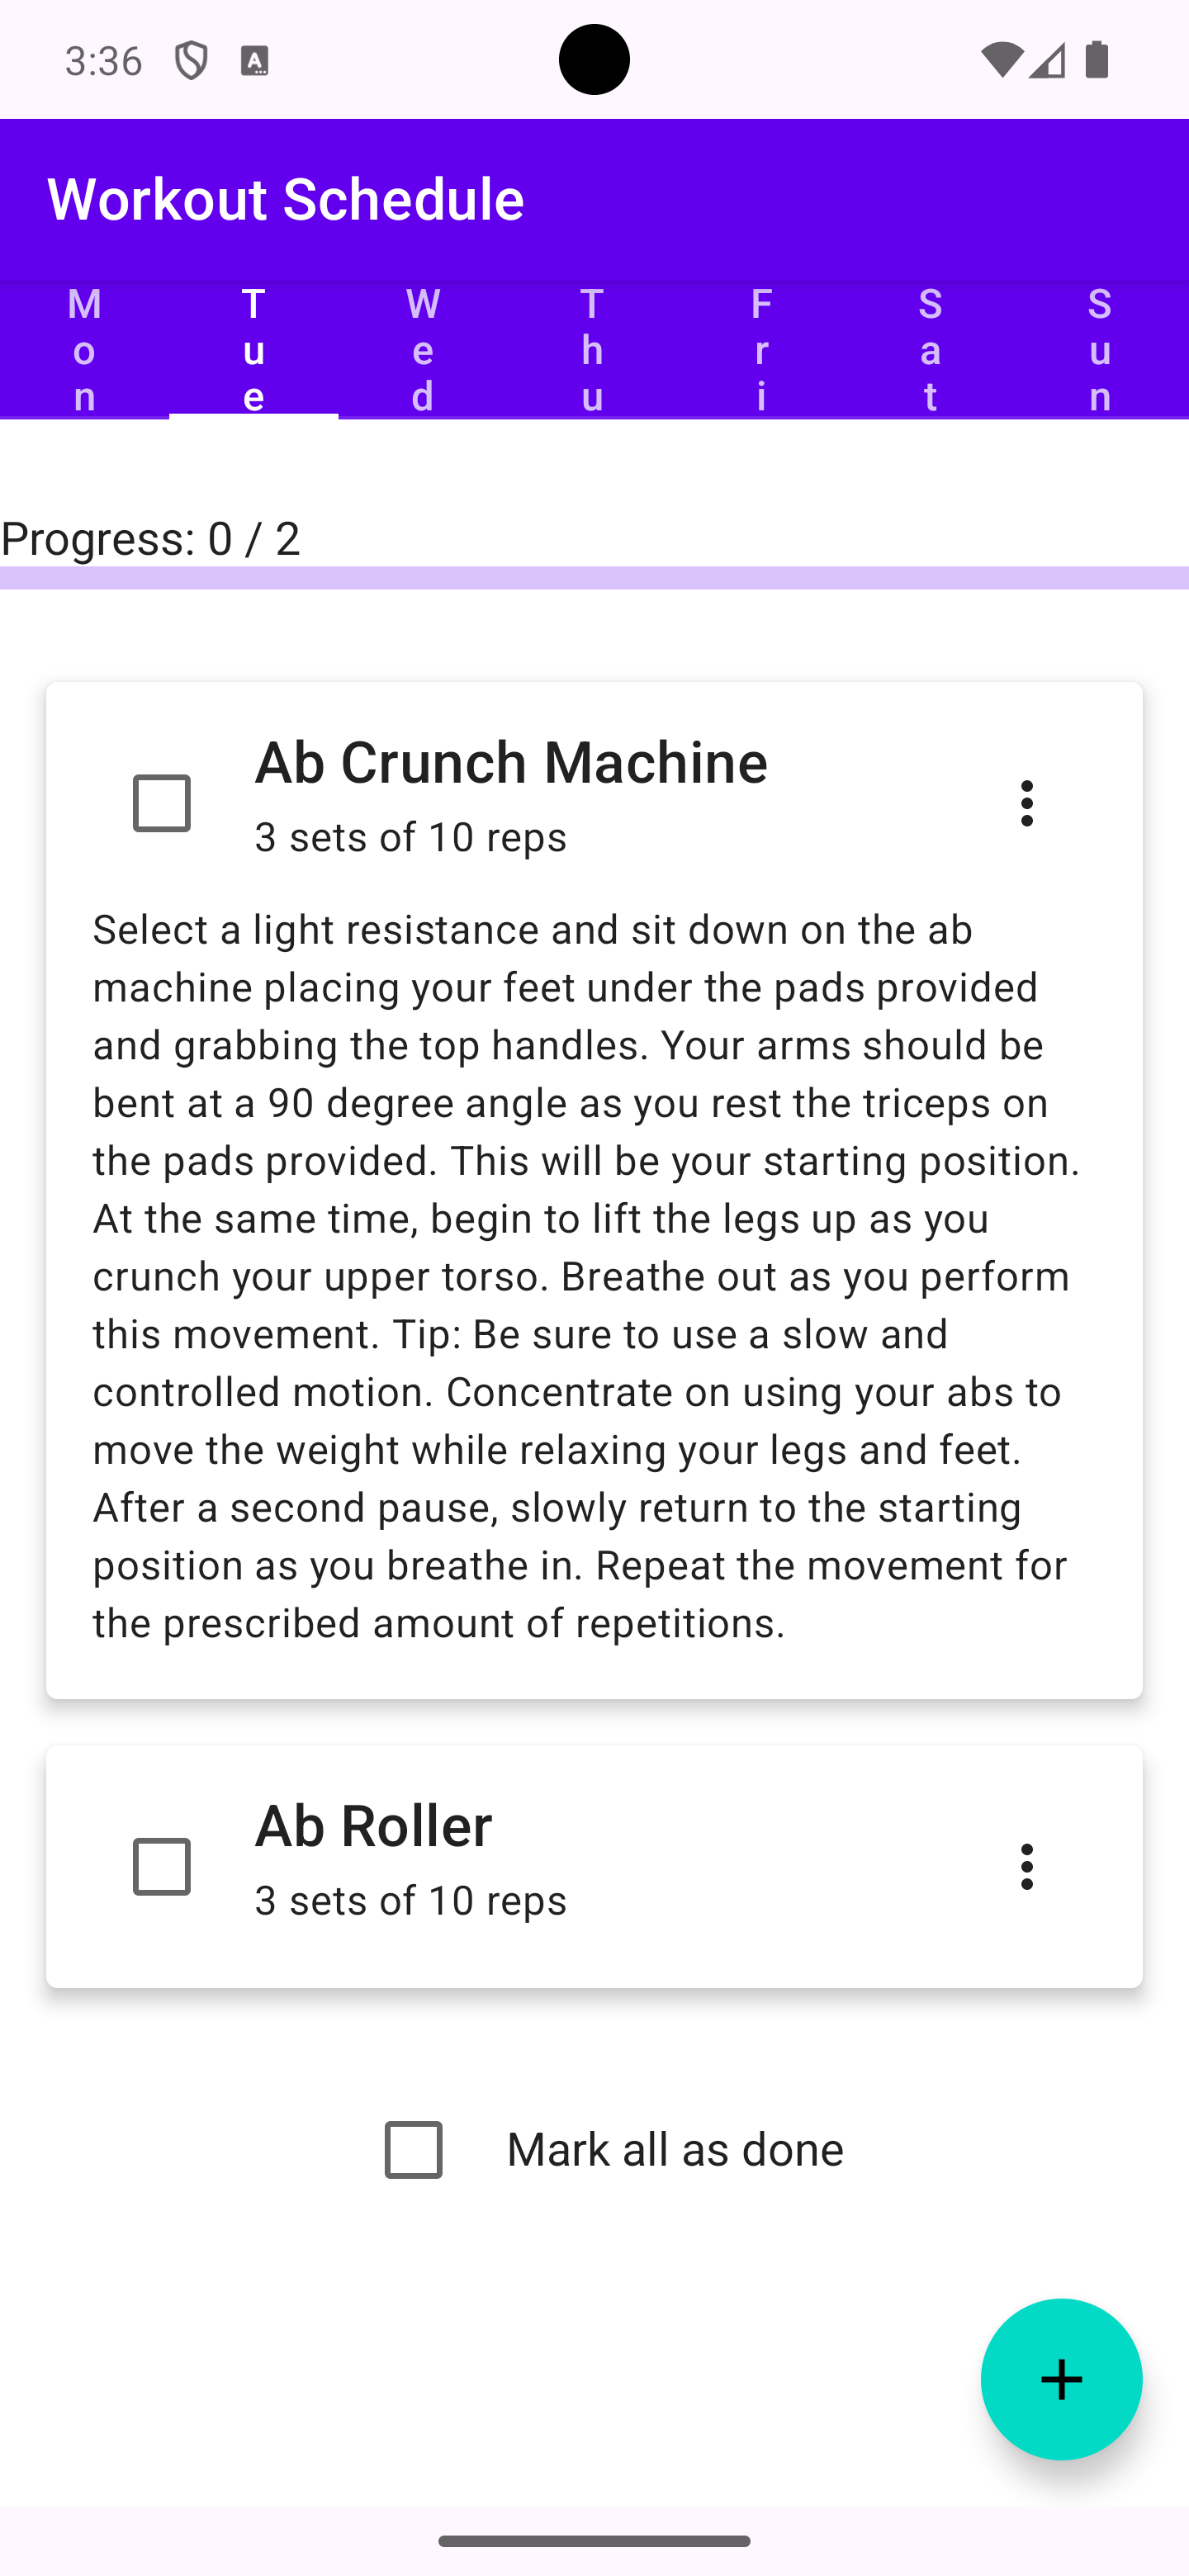 3:36
Workout Schedule
Mon Tue Wed Thu Fri Sat Sun
Progress: 0 / 2
Ab Crunch Machine
3 sets of 10 reps
Select a light resistance and sit down on the ab
machine placing your feet under the pads provided
and grabbing the top handles. Your arms should be
bent at a 90 degree angle as you rest the triceps on
the pads provided. This will be your starting position.
At the same time, begin to lift the legs up as you
crunch your upper torso. Breathe out as you perform
this movement. Tip: Be sure to use a slow and
controlled motion. Concentrate on using your abs to
move the weight while relaxing your legs and feet.
After a second pause, slowly return to the starting
position as you breathe in. Repeat the movement for
the prescribed amount of repetitions.
Ab Roller
3 sets of 10 reps
Mark all as done